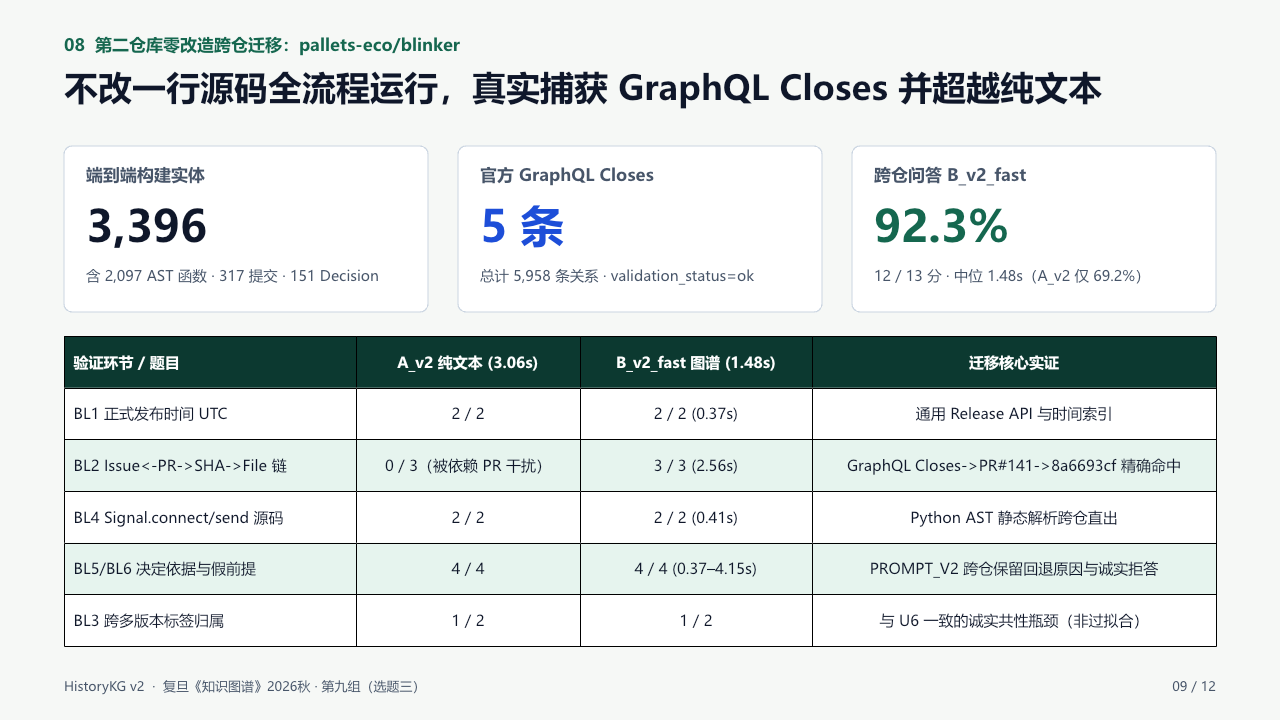 08 第二仓库零改造跨仓迁移：pallets-eco/blinker
不改一行源码全流程运行，真实捕获 GraphQL Closes 并超越纯文本
端到端构建实体
3,396
含 2,097 AST 函数 · 317 提交 · 151 Decision
官方 GraphQL Closes
5 条
总计 5,958 条关系 · validation_status=ok
跨仓问答 B_v2_fast
92.3%
12 / 13 分 · 中位 1.48s（A_v2 仅 69.2%）
验证环节 / 题目 A_v2 纯文本 (3.06s) B_v2_fast 图谱 (1.48s) 迁移核心实证
BL1 正式发布时间 UTC 2 / 2 2 / 2 (0.37s) 通用 Release API 与时间索引
BL2 Issue<-PR->SHA->File 链 0 / 3（被依赖 PR 干扰） 3 / 3 (2.56s) GraphQL Closes->PR#141->8a6693cf 精确命中
BL4 Signal.connect/send 源码 2 / 2 2 / 2 (0.41s) Python AST 静态解析跨仓直出
BL5/BL6 决定依据与假前提 4 / 4 4 / 4 (0.37–4.15s) PROMPT_V2 跨仓保留回退原因与诚实拒答
BL3 跨多版本标签归属 1 / 2 1 / 2 与 U6 一致的诚实共性瓶颈（非过拟合）
HistoryKG v2 · 复旦《知识图谱》2026秋 · 第九组（选题三）
09 / 12